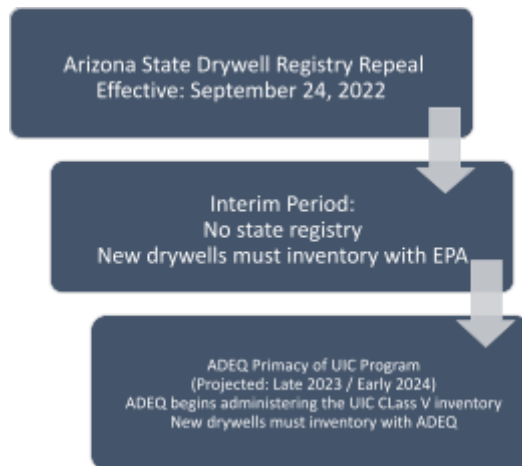 Arizona State Drywell Registry Repeal
Effective: September 24, 2022
Interim Period:
No state registry
New drywells must inventory with EPA
ADEQ Primacy of UIC Program
(Projected: Late 2023 / Early 2024)
ADEQ begins administering the UIC CLass V inventory
New drywells must inventory with ADEQ